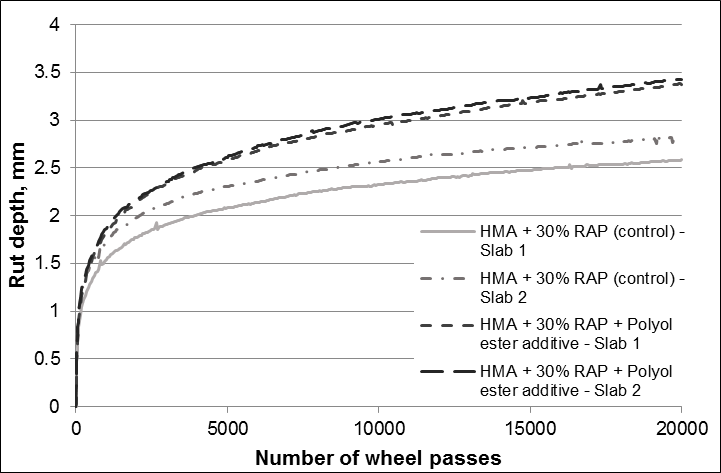 4
3.5
3
2.5
2
1.5
1
0.5
0
Rut depth, mm
HMA + 30% RAP (control) -
Slab 1
HMA + 30% RAP (control) -
Slab 2
HMA + 30% RAP + Polyol
ester additive - Slab 1
HMA + 30% RAP + Polyol
ester additive - Slab 2
0 5000 10000 15000 20000
Number of wheel passes